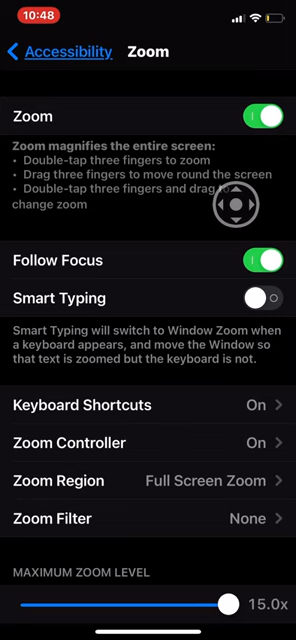 10:48
Accessibility
Zoom
Zoom
Zoom magnifies the entire screen:
• Double-tap three fingers to zoom
• Drag three fingers to move round the screen
• Double-tap three fingers and drag to
change zoom
Follow Focus
Smart Typing
Smart Typing will switch to Window Zoom when
a keyboard appears, and move the Window so
that text is zoomed but the keyboard is not.
Keyboard Shortcuts On
Zoom Controller On
Zoom Region Full Screen Zoom
Zoom Filter None
MAXIMUM ZOOM LEVEL
15.0x